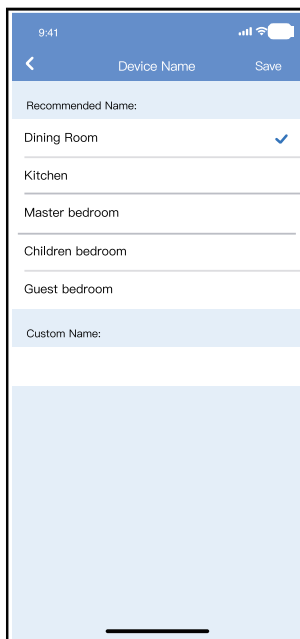 9:41
Device Name Save
Recommended Name:
Dining Room
Kitchen
Master bedroom
Children bedroom
Guest bedroom
Custom Name: